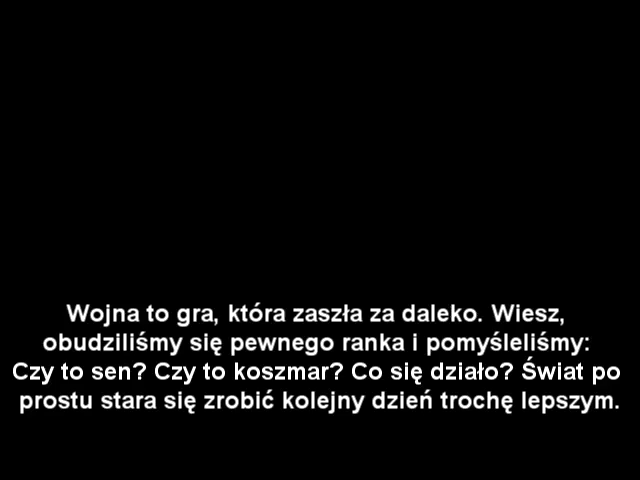 Wojna to gra, która zaszła za daleko. Wiesz,
obudziliśmy się pewnego ranka i pomyśleliśmy:
Czy to sen? Czy to koszmar? Co się działo? Świat po
prostu stara się zrobić kolejny dzień trochę lepszym.